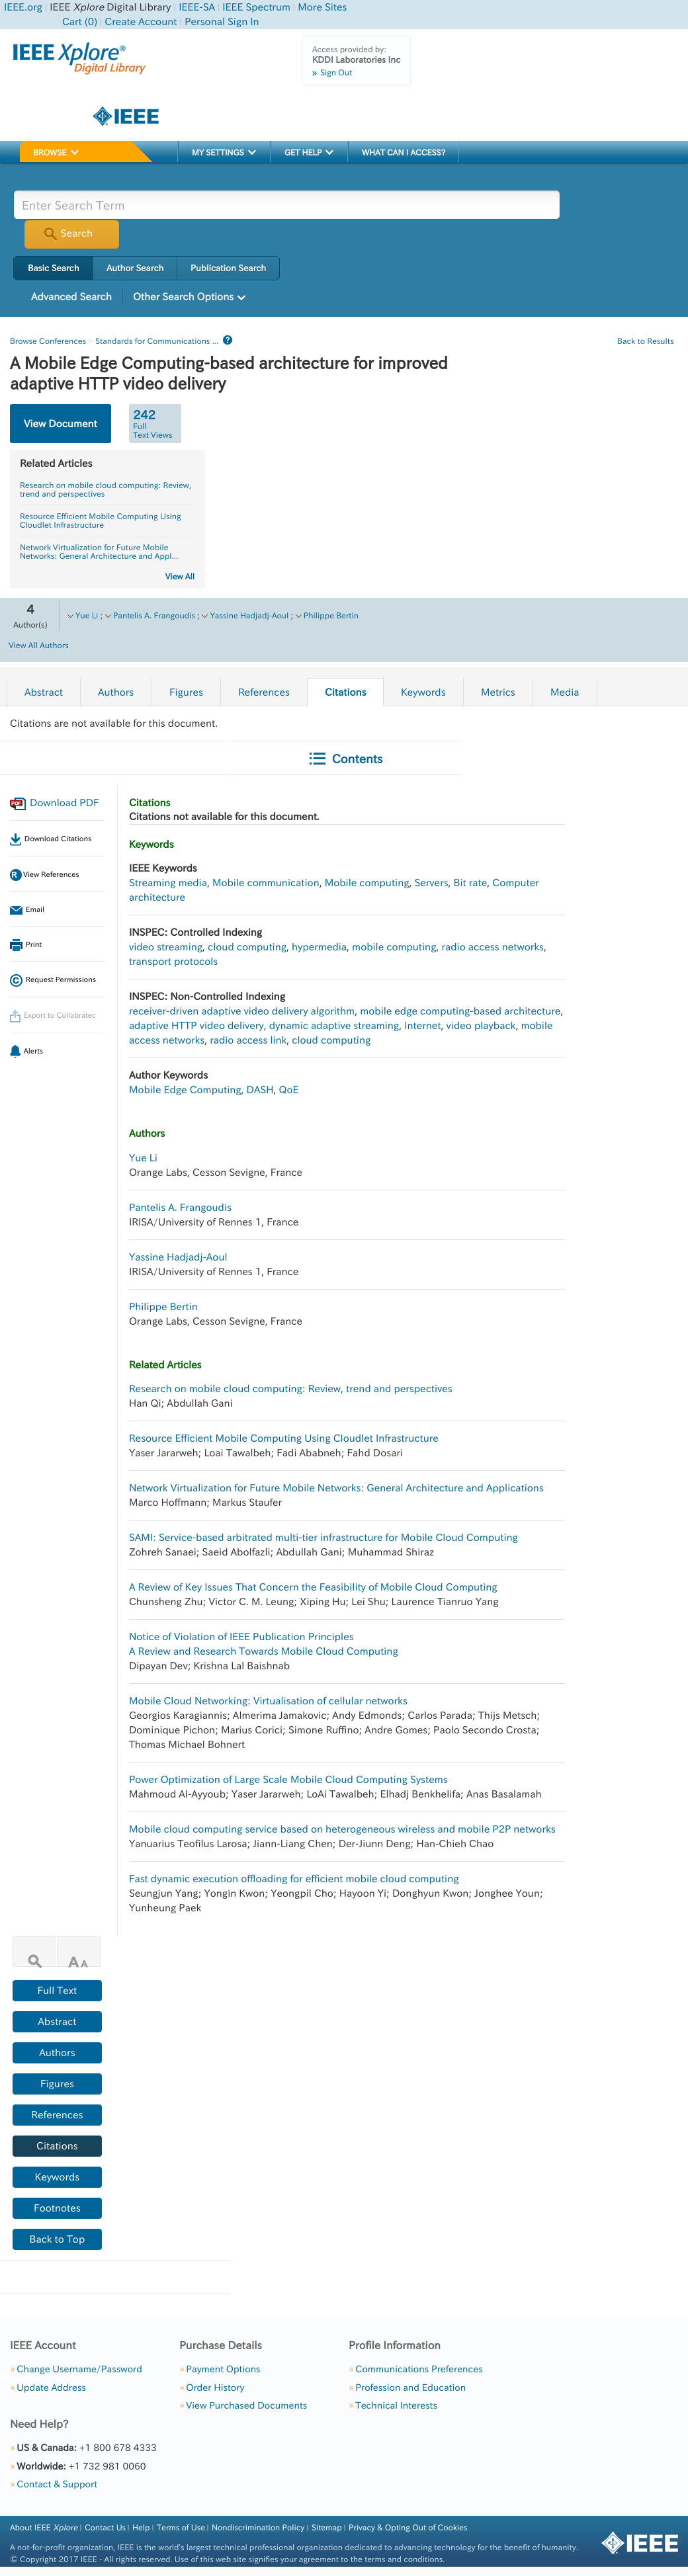 IEEE.org | IEEE Xplore Digital Library | IEEE-SA | IEEE Spectrum | More Sites
Cart (0) | Create Account | Personal Sign In
IEEE Xplore®
Digital Library
Access provided by:
KDDI Laboratories Inc
» Sign Out
IEEE
BROWSE
MY SETTINGS
GET HELP
WHAT CAN I ACCESS?
Enter Search Term
Search
Basic Search
Author Search
Publication Search
Advanced Search
Other Search Options
Browse Conferences > Standards for Communications ... ?
Back to Results
A Mobile Edge Computing-based architecture for improved
adaptive HTTP video delivery
View Document
242
Full
Text Views
Related Articles
Research on mobile cloud computing: Review,
trend and perspectives
Resource Efficient Mobile Computing Using
Cloudlet Infrastructure
Network Virtualization for Future Mobile
Networks: General Architecture and Appl...
View All
4
Author(s)
Yue Li ; Pantelis A. Frangoudis ; Yassine Hadjadj-Aoul ; Philippe Bertin
View All Authors
Abstract
Authors
Figures
References
Citations
Keywords
Metrics
Media
Citations are not available for this document.
Contents
Download PDF
Download Citations
R View References
Email
Print
© Request Permissions
Export to Collabratec
Alerts
Citations
Citations not available for this document.
Keywords
IEEE Keywords
Streaming media, Mobile communication, Mobile computing, Servers, Bit rate, Computer
architecture
INSPEC: Controlled Indexing
video streaming, cloud computing, hypermedia, mobile computing, radio access networks,
transport protocols
INSPEC: Non-Controlled Indexing
receiver-driven adaptive video delivery algorithm, mobile edge computing-based architecture,
adaptive HTTP video delivery, dynamic adaptive streaming, Internet, video playback, mobile
access networks, radio access link, cloud computing
Author Keywords
Mobile Edge Computing, DASH, QoE
Authors
Yue Li
Orange Labs, Cesson Sevigne, France
Pantelis A. Frangoudis
IRISA/University of Rennes 1, France
Yassine Hadjadj-Aoul
IRISA/University of Rennes 1, France
Philippe Bertin
Orange Labs, Cesson Sevigne, France
Related Articles
Research on mobile cloud computing: Review, trend and perspectives
Han Qi; Abdullah Gani
Resource Efficient Mobile Computing Using Cloudlet Infrastructure
Yaser Jararweh; Loai Tawalbeh; Fadi Ababneh; Fahd Dosari
Network Virtualization for Future Mobile Networks: General Architecture and Applications
Marco Hoffmann; Markus Staufer
SAMI: Service-based arbitrated multi-tier infrastructure for Mobile Cloud Computing
Zohreh Sanaei; Saeid Abolfazli; Abdullah Gani; Muhammad Shiraz
A Review of Key Issues That Concern the Feasibility of Mobile Cloud Computing
Chunsheng Zhu; Victor C. M. Leung; Xiping Hu; Lei Shu; Laurence Tianruo Yang
Notice of Violation of IEEE Publication Principles
A Review and Research Towards Mobile Cloud Computing
Dipayan Dev; Krishna Lal Baishnab
Mobile Cloud Networking: Virtualisation of cellular networks
Georgios Karagiannis; Almerima Jamakovic; Andy Edmonds; Carlos Parada; Thijs Metsch;
Dominique Pichon; Marius Corici; Simone Ruffino; Andre Gomes; Paolo Secondo Crosta;
Thomas Michael Bohnert
Power Optimization of Large Scale Mobile Cloud Computing Systems
Mahmoud Al-Ayyoub; Yaser Jararweh; LoAi Tawalbeh; Elhadj Benkhelifa; Anas Basalamah
Mobile cloud computing service based on heterogeneous wireless and mobile P2P networks
Yanuarius Teofilus Larosa; Jiann-Liang Chen; Der-Jiunn Deng; Han-Chieh Chao
Fast dynamic execution offloading for efficient mobile cloud computing
Seungjun Yang; Yongin Kwon; Yeongpil Cho; Hayoon Yi; Donghyun Kwon; Jonghee Youn;
Yunheung Paek
A A
Full Text
Abstract
Authors
Figures
References
Citations
Keywords
Footnotes
Back to Top
IEEE Account
» Change Username/Password
» Update Address
Purchase Details
» Payment Options
» Order History
» View Purchased Documents
Profile Information
» Communications Preferences
» Profession and Education
» Technical Interests
Need Help?
» US & Canada: +1 800 678 4333
» Worldwide: +1 732 981 0060
» Contact & Support
About IEEE Xplore | Contact Us | Help | Terms of Use | Nondiscrimination Policy | Sitemap | Privacy & Opting Out of Cookies
A not-for-profit organization, IEEE is the world's largest technical professional organization dedicated to advancing technology for the benefit of humanity.
© Copyright 2017 IEEE - All rights reserved. Use of this web site signifies your agreement to the terms and conditions.
IEEE